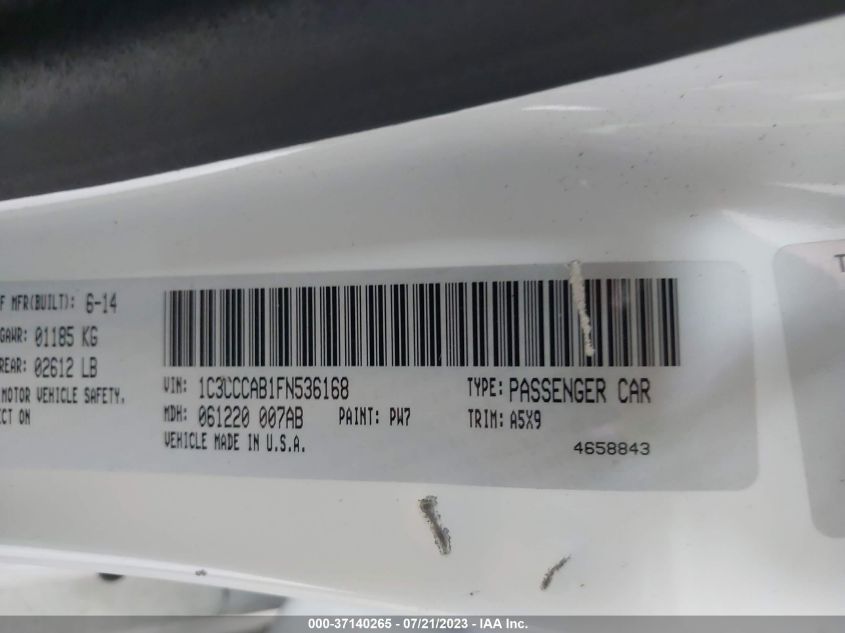 F MFR(BUILT): 6-14
GAWR: 01185 KG
REAR: 02612 LB
MOTOR VEHICLE SAFETY.
ECT ON
VIN: 1C3CCCAB1FN536168 TYPE: PASSENGER CAR
MDH: 061220 007AB PAINT: PW7 TRIM: A5X9
VEHICLE MADE IN U.S.A. 4658843
T
000-37140265 - 07/21/2023 - IAA Inc.